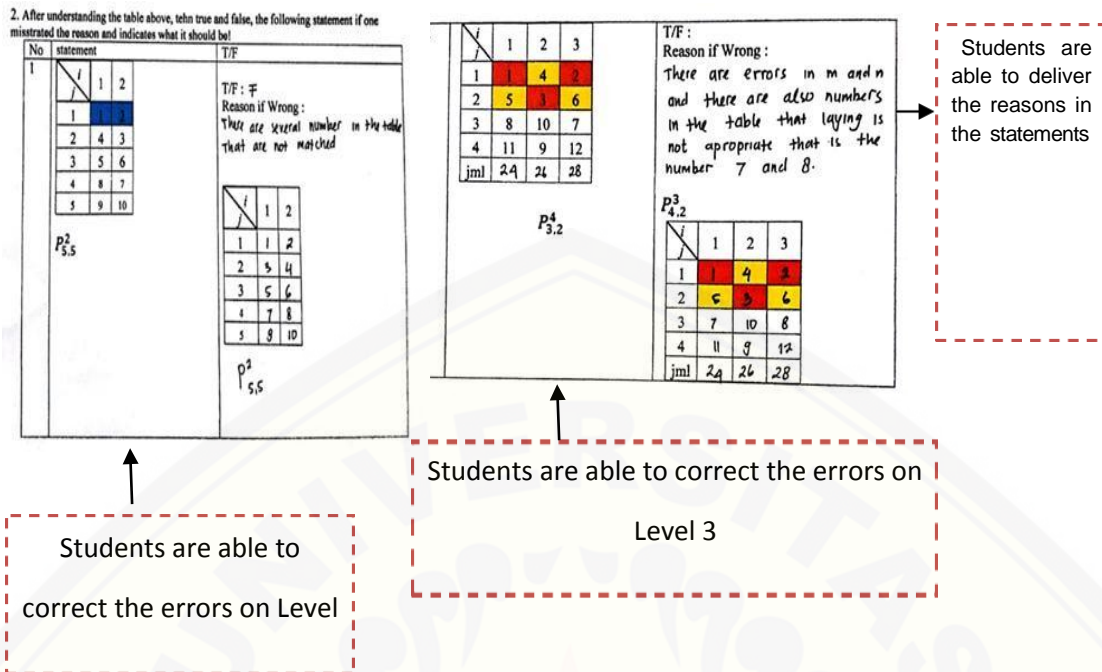 2. After understanding the table above, tehn true and false, the following statement if one
misstrated the reason and indicates what it should be!
No statement T/F
1
i j 1 2
1 1 2
2 4 3
3 5 6
4 8 7
5 9 10
P²5,5
T/F : F
Reason if Wrong :
There are several number in the table
That are not matched
i j 1 2
1 1 2
2 3 4
3 5 6
4 7 8
5 9 10
P²5,5
i j 1 2 3
1 1 4 2
2 5 3 6
3 8 10 7
4 11 9 12
jml 24 26 28
P⁴3,2
T/F :
Reason if Wrong :
There are errors in m and n
and there are also numbers
in the table that laying is
not apropriate that is the
number 7 and 8.
P³4,2
i j 1 2 3
1 1 4 2
2 5 3 6
3 7 10 8
4 11 9 12
jml 24 26 28
Students are
able to deliver
the reasons in
the statements
Students are able to correct the errors on
Level 3
Students are able to
correct the errors on Level
UNIVERSITAS